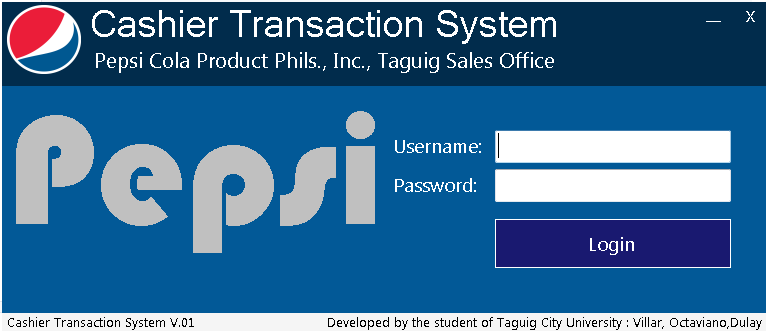 Cashier Transaction System
— X
Pepsi Cola Product Phils., Inc., Taguig Sales Office
Pepsi
Username:
Password:
Login
Cashier Transaction System V.01
Developed by the student of Taguig City University : Villar, Octaviano,Dulay